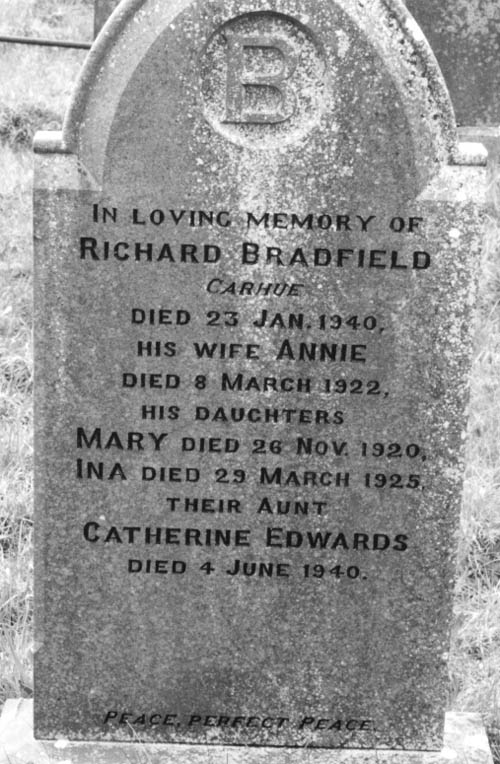 B
In loving memory of
Richard Bradfield
Carhue
died 23 Jan. 1940,
his wife Annie
died 8 March 1922,
his daughters
Mary died 26 Nov. 1920,
Ina died 29 March 1925,
their Aunt
Catherine Edwards
died 4 June 1940.
Peace, perfect Peace.